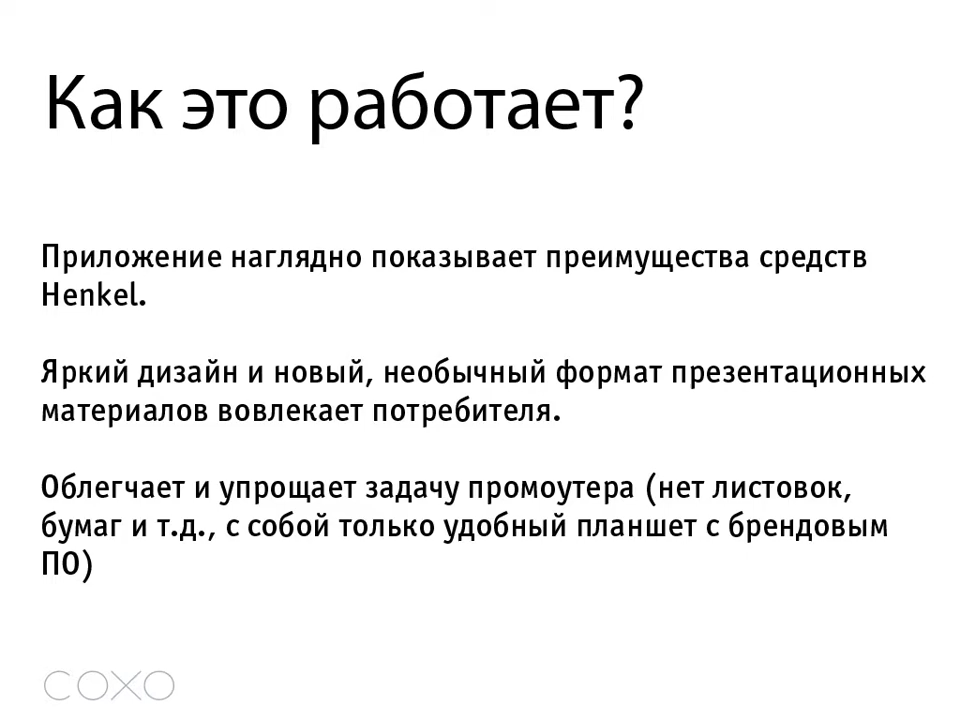 Как это работает?
Приложение наглядно показывает преимущества средств
Henkel.
Яркий дизайн и новый, необычный формат презентационных
материалов вовлекает потребителя.
Облегчает и упрощает задачу промоутера (нет листовок,
бумаг и т.д., с собой только удобный планшет с брендовым
ПО)
COXO